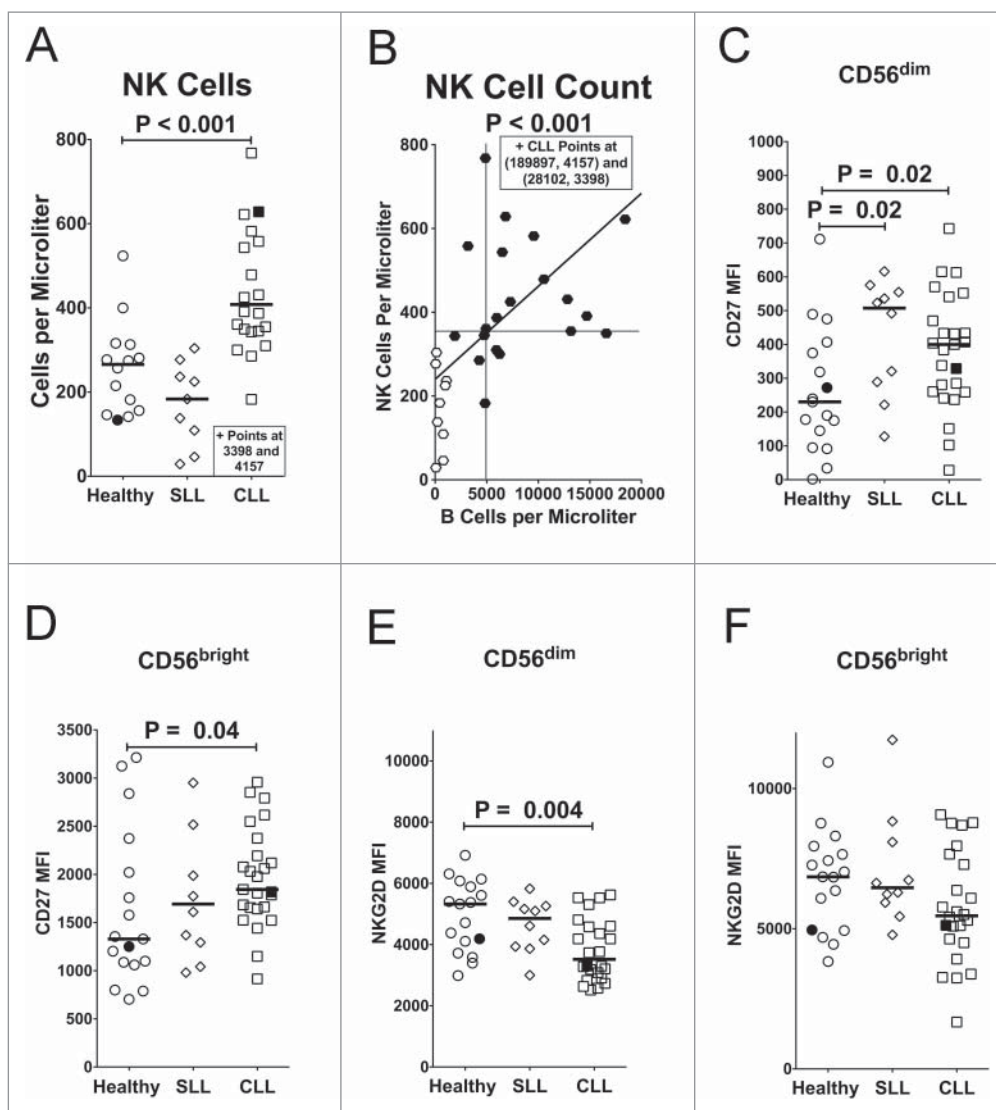 A
NK Cells
P < 0.001
800
600
400
200
0
Cells per Microliter
+ Points at
3398 and
4157
Healthy
SLL
CLL
B
NK Cell Count
P < 0.001
+ CLL Points at
(189897, 4157) and
(28102, 3398)
800
600
400
200
0
NK Cells Per Microliter
0
5000
10000
15000
20000
B Cells per Microliter
C
CD56dim
1000
900
800
700
600
500
400
300
200
100
0
CD27 MFI
P = 0.02
P = 0.02
Healthy
SLL
CLL
D
CD56bright
P = 0.04
3500
3000
2500
2000
1500
1000
500
0
CD27 MFI
Healthy
SLL
CLL
E
CD56dim
10000
8000
6000
4000
2000
0
NKG2D MFI
P = 0.004
Healthy
SLL
CLL
F
CD56bright
10000
5000
0
NKG2D MFI
Healthy
SLL
CLL